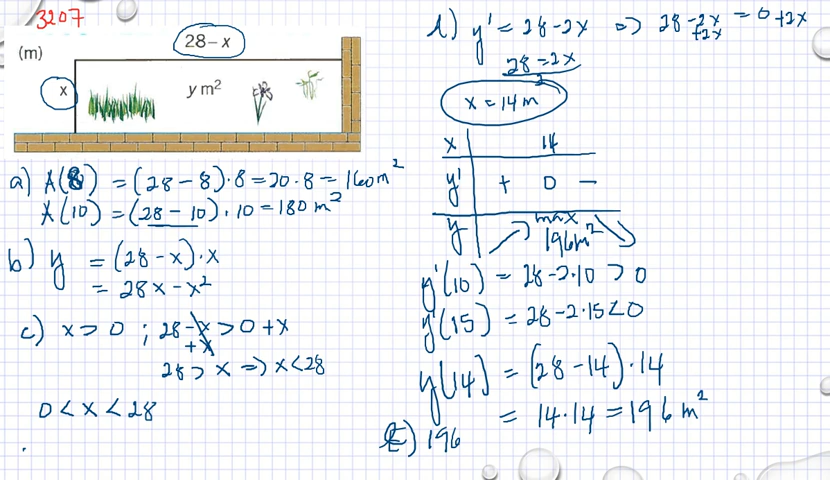 3207
28 – x
(m)
x
y m²
a) A(8) = (28 – 8)·8 = 20·8 = 160 m²
A(10) = (28 – 10)·10 = 180 m²
b) y = (28 – x)·x
= 28x – x²
c) x > 0 ; 28 – x > 0 + x
+x
28 > x => x < 28
0 < x < 28
d) y' = 28 – 2x => 28 – 2x = 0 + 2x
+2x
28 = 2x
x = 14 m
x 14
y' + 0 –
y max
196 m²
y'(10) = 28 – 2·10 > 0
y'(15) = 28 – 2·15 < 0
y(14) = (28 – 14)·14
= 14·14 = 196 m²
E) 196